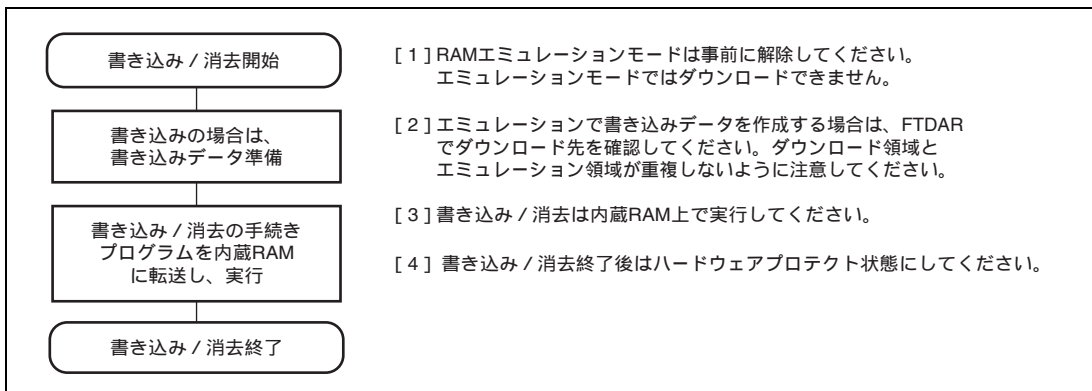 書き込み / 消去開始
書き込みの場合は、
書き込みデータ準備
書き込み / 消去の手続き
プログラムを内蔵RAM
に転送し、実行
書き込み / 消去終了
[ 1 ] RAMエミュレーションモードは事前に解除してください。
エミュレーションモードではダウンロードできません。
[ 2 ] エミュレーションで書き込みデータを作成する場合は、FTDAR
でダウンロード先を確認してください。ダウンロード領域と
エミュレーション領域が重複しないように注意してください。
[ 3 ] 書き込み / 消去は内蔵RAM上で実行してください。
[ 4 ] 書き込み / 消去終了後はハードウェアプロテクト状態にしてください。